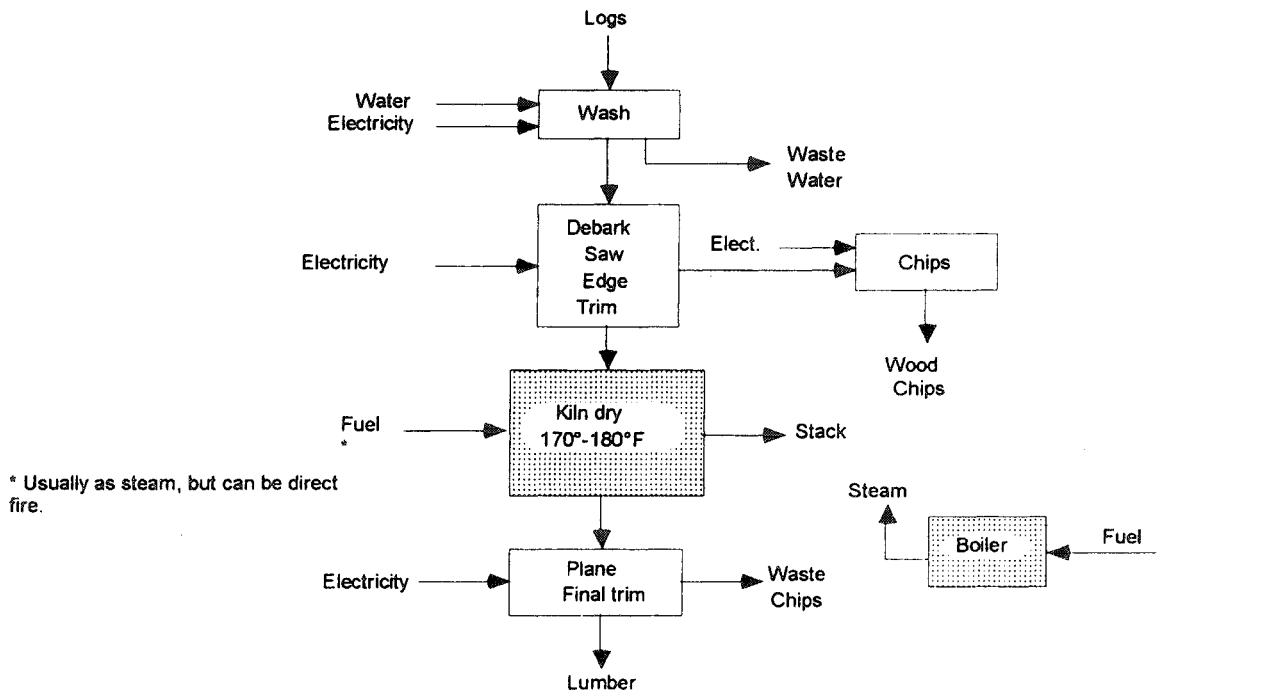 Logs
Water
Electricity
Wash
Waste
Water
Debark
Saw
Edge
Trim
Electricity
Elect.
Chips
Wood
Chips
Fuel
*
Kiln dry
170°-180°F
Stack
* Usually as steam, but can be direct
fire.
Steam
Boiler
Fuel
Electricity
Plane
Final trim
Waste
Chips
Lumber